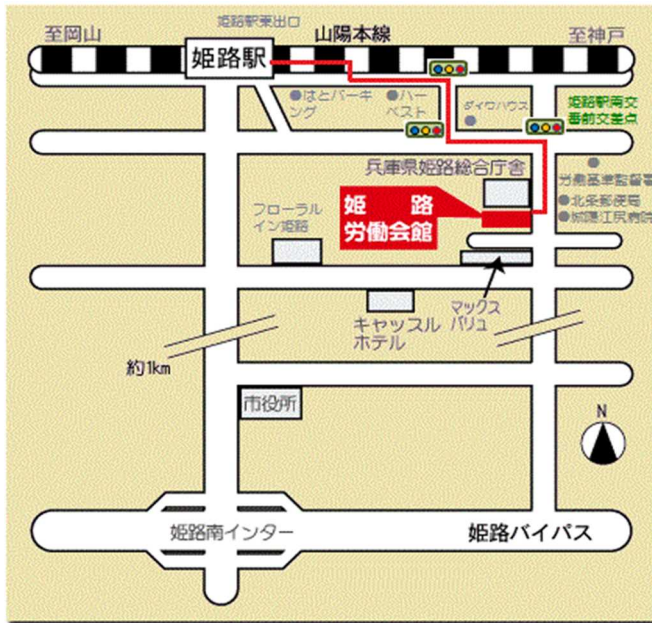 姫路駅東出口
至岡山
山陽本線
至神戸
姫路駅
●はとパーキ
ング
●ハー
ベスト
ダイワハウス
姫路駅南交
番前交差点
兵庫県姫路総合庁舎
労働基準監督署
●北条郵便局
●城陽江尻病院
姫 路
労働会館
フローラル
イン姫路
マックス
バリュ
キャッスル
ホテル
約1km
市役所
N
姫路南インター
姫路バイパス